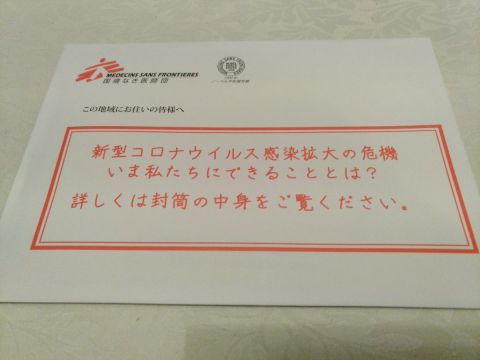 MEDECINS SANS FRONTIERES
国境なき医師団
この地域にお住いの皆様へ
新型コロナウイルス感染拡大の危機
いま私たちにできることとは?
詳しくは封筒の中身をご覧ください。